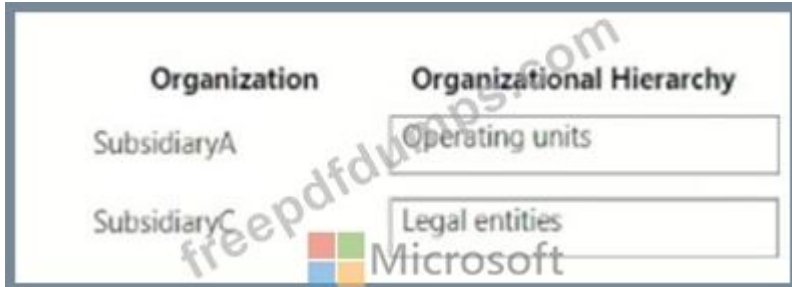 Organization Organizational Hierarchy
SubsidiaryA Operating units
SubsidiaryC Legal entities
freepdfdumps.com
Microsoft